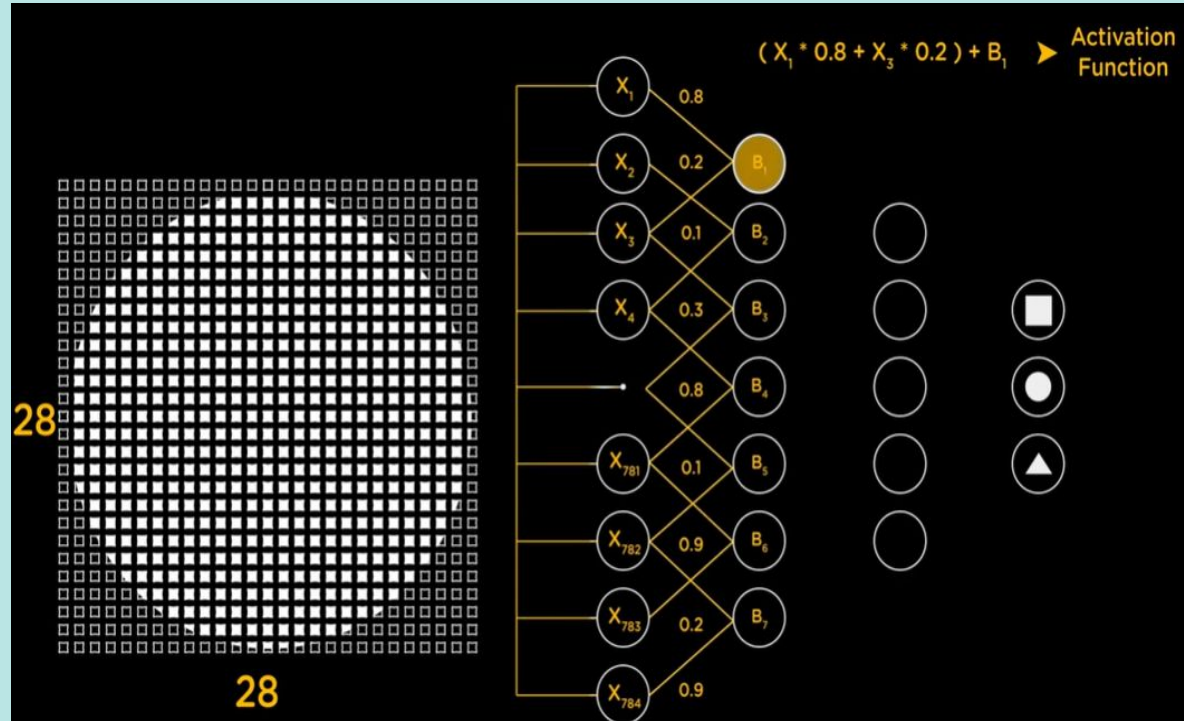 (X₁ * 0.8 + X₃ * 0.2) + B₁ ➤ Activation Function
X₁
0.8
X₂
0.2
B₁
X₃
0.1
B₂
X₄
0.3
B₃
28
0.8
B₄
X₇₈₁
0.1
B₅
X₇₈₂
0.9
B₆
X₇₈₃
0.2
B₇
28
X₇₈₄
0.9